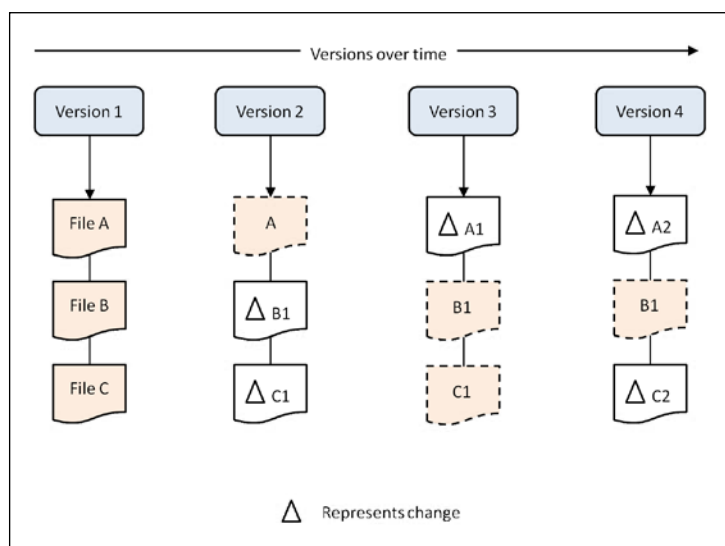 Versions over time
Version 1
Version 2
Version 3
Version 4
File A
A
Δ A1
Δ A2
File B
Δ B1
B1
B1
File C
Δ C1
C1
Δ C2
Δ Represents change